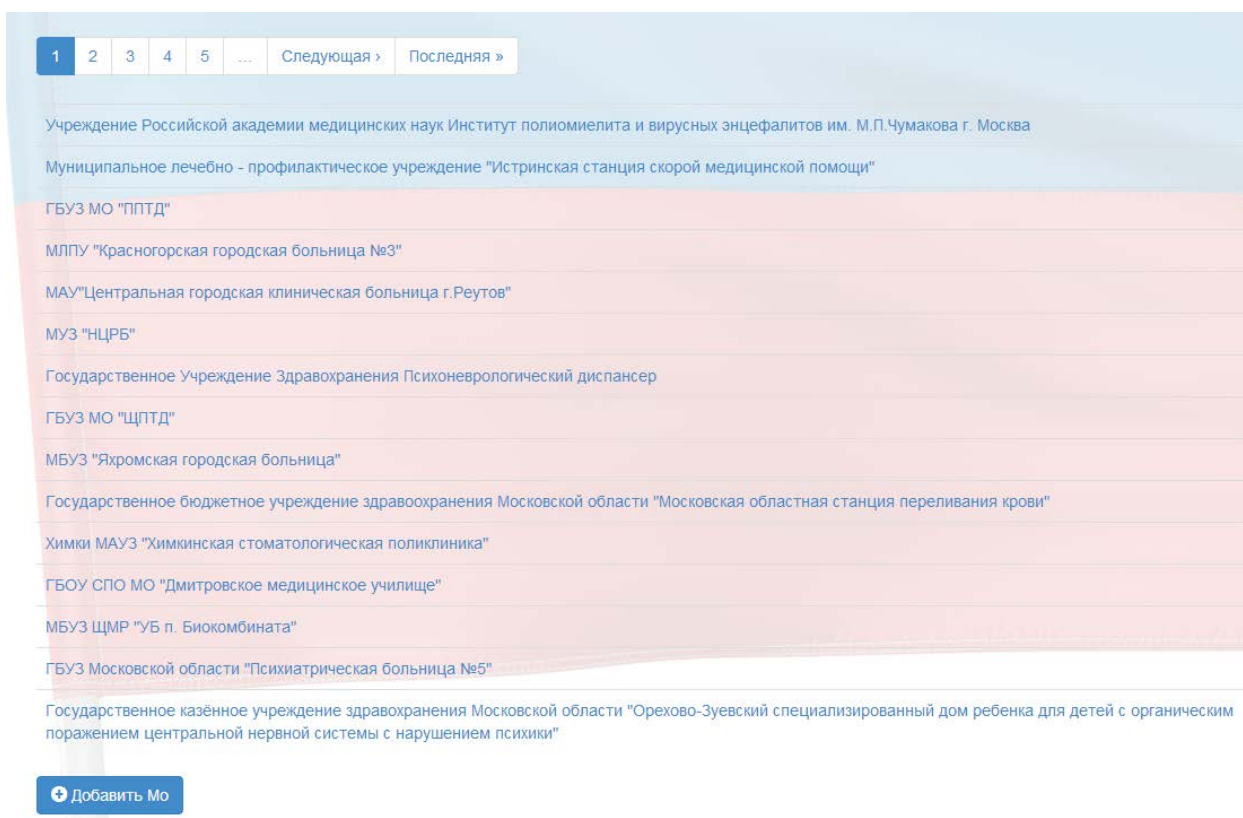 1 2 3 4 5 ... Следующая › Последняя »
Учреждение Российской академии медицинских наук Институт полиомиелита и вирусных энцефалитов им. М.П.Чумакова г. Москва
Муниципальное лечебно - профилактическое учреждение "Истринская станция скорой медицинской помощи"
ГБУЗ МО "ППТД"
МЛПУ "Красногорская городская больница №3"
МАУ"Центральная городская клиническая больница г.Реутов"
МУЗ "НЦРБ"
Государственное Учреждение Здравохранения Психоневрологический диспансер
ГБУЗ МО "ЩПТД"
МБУЗ "Яхромская городская больница"
Государственное бюджетное учреждение здравоохранения Московской области "Московская областная станция переливания крови"
Химки МАУЗ "Химкинская стоматологическая поликлиника"
ГБОУ СПО МО "Дмитровское медицинское училище"
МБУЗ ЩМР "УБ п. Биокомбината"
ГБУЗ Московской области "Психиатрическая больница №5"
Государственное казённое учреждение здравохранения Московской области "Орехово-Зуевский специализированный дом ребенка для детей с органическим
поражением центральной нервной системы с нарушением психики"
Добавить Мо